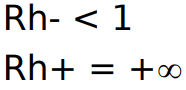 Rh- < 1
Rh+ = +∞